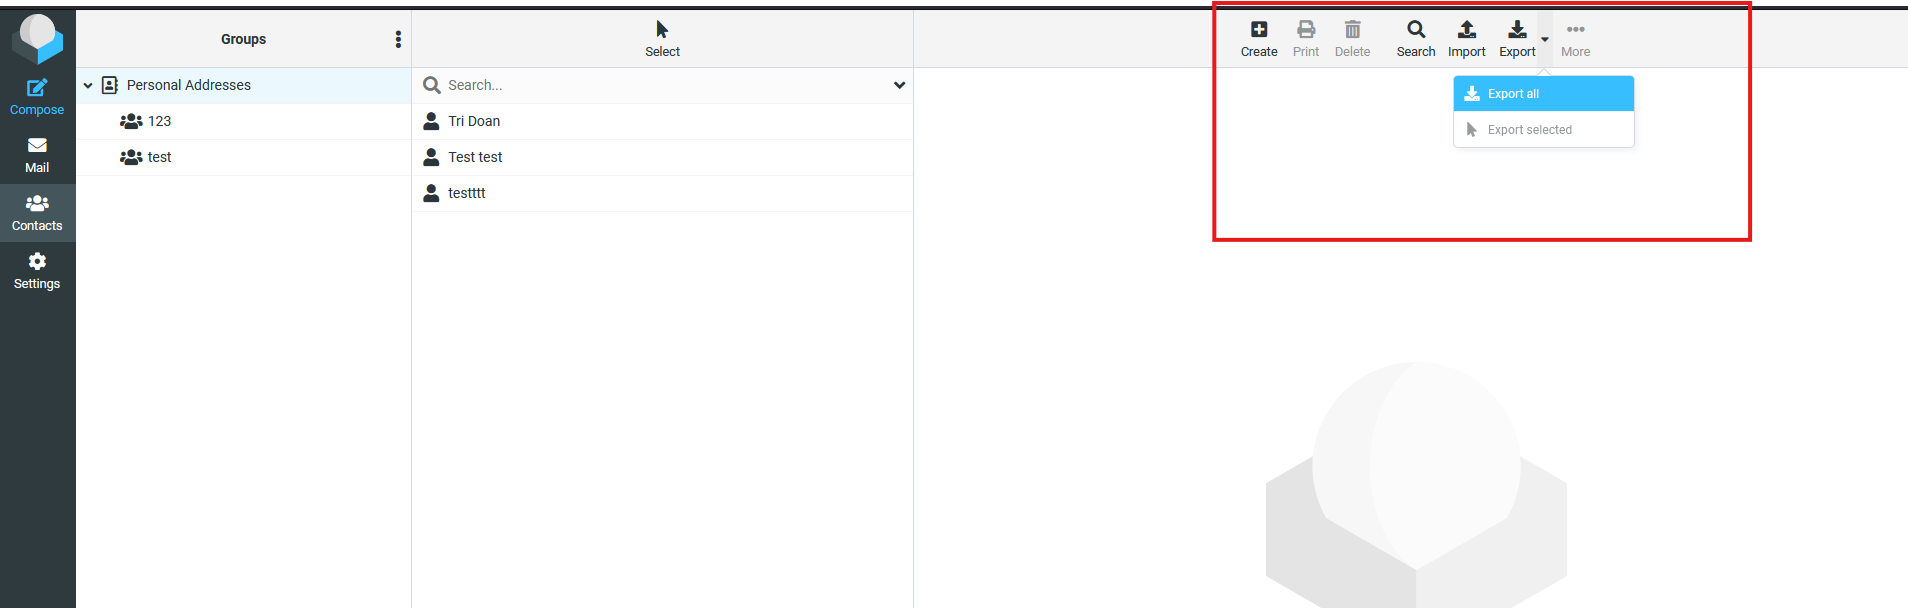 Groups
Select
Create Print Delete Search Import Export More
Compose
Mail
Contacts
Settings
Personal Addresses
123
test
Search...
Tri Doan
Test test
testttt
Export all
Export selected